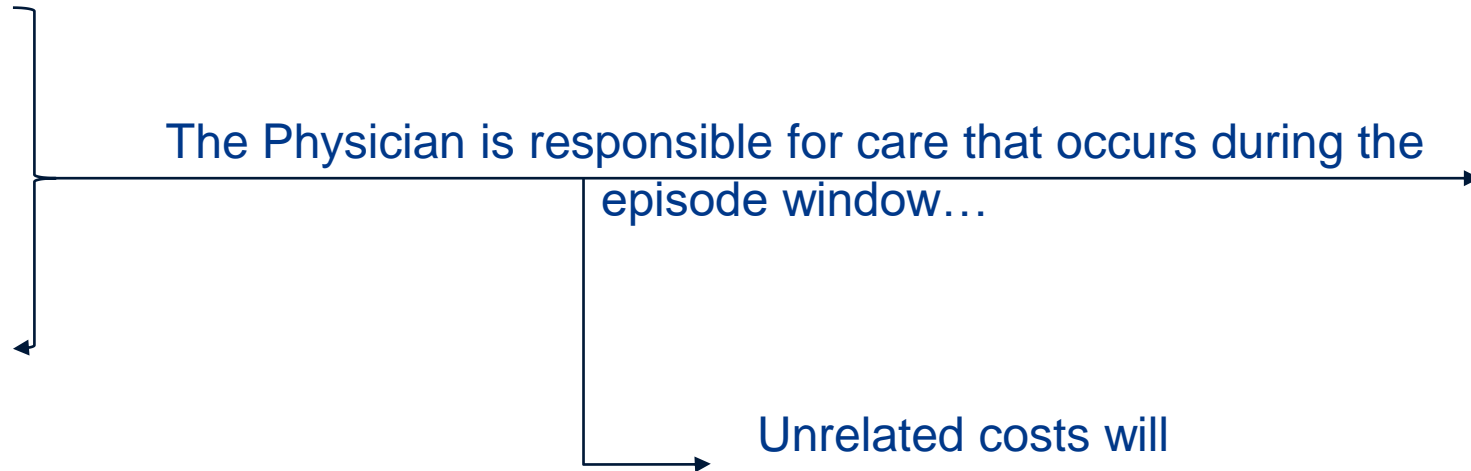 The Physician is responsible for care that occurs during the
episode window…
Unrelated costs will